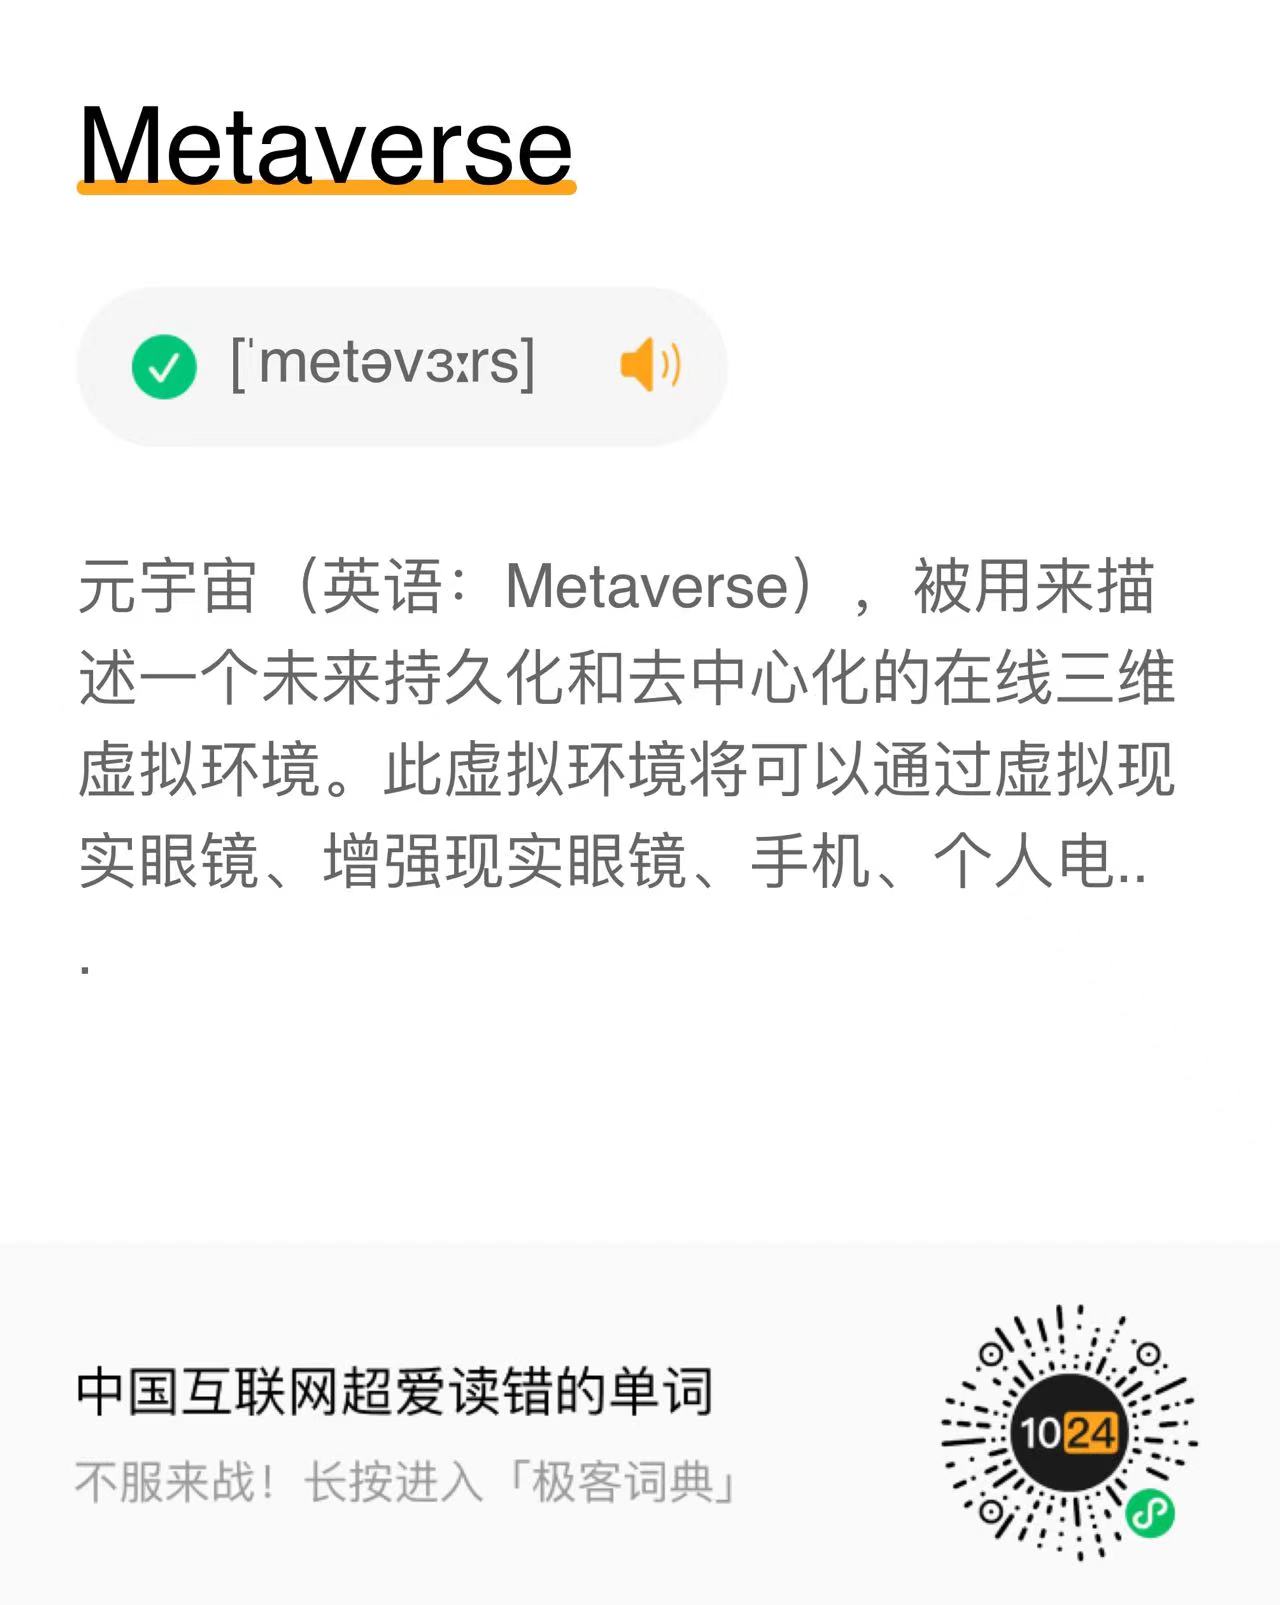 Metaverse
[ˈmetəvɜːrs]
元宇宙（英语：Metaverse），被用来描
述一个未来持久化和去中心化的在线三维
虚拟环境。此虚拟环境将可以通过虚拟现
实眼镜、增强现实眼镜、手机、个人电..
.
中国互联网超爱读错的单词
不服来战！长按进入「极客词典」
1024